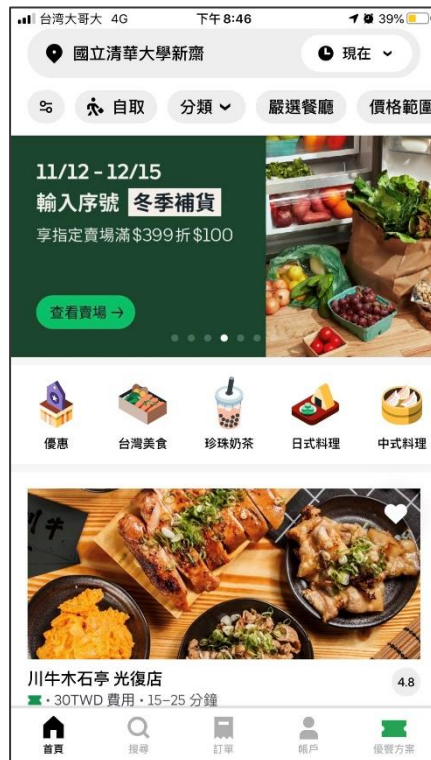 台湾大哥大 4G 下午8:46 39%
國立清華大學新齋 現在
自取 分類 嚴選餐廳 價格範圍
11/12 - 12/15
輸入序號 冬季補貨
享指定賣場滿$399折$100
查看賣場→
優惠 台灣美食 珍珠奶茶 日式料理 中式料理
川牛木石亭 光復店 4.8
·30TWD 費用·15-25 分鐘
首頁 搜尋 訂單 帳戶 優饗方案